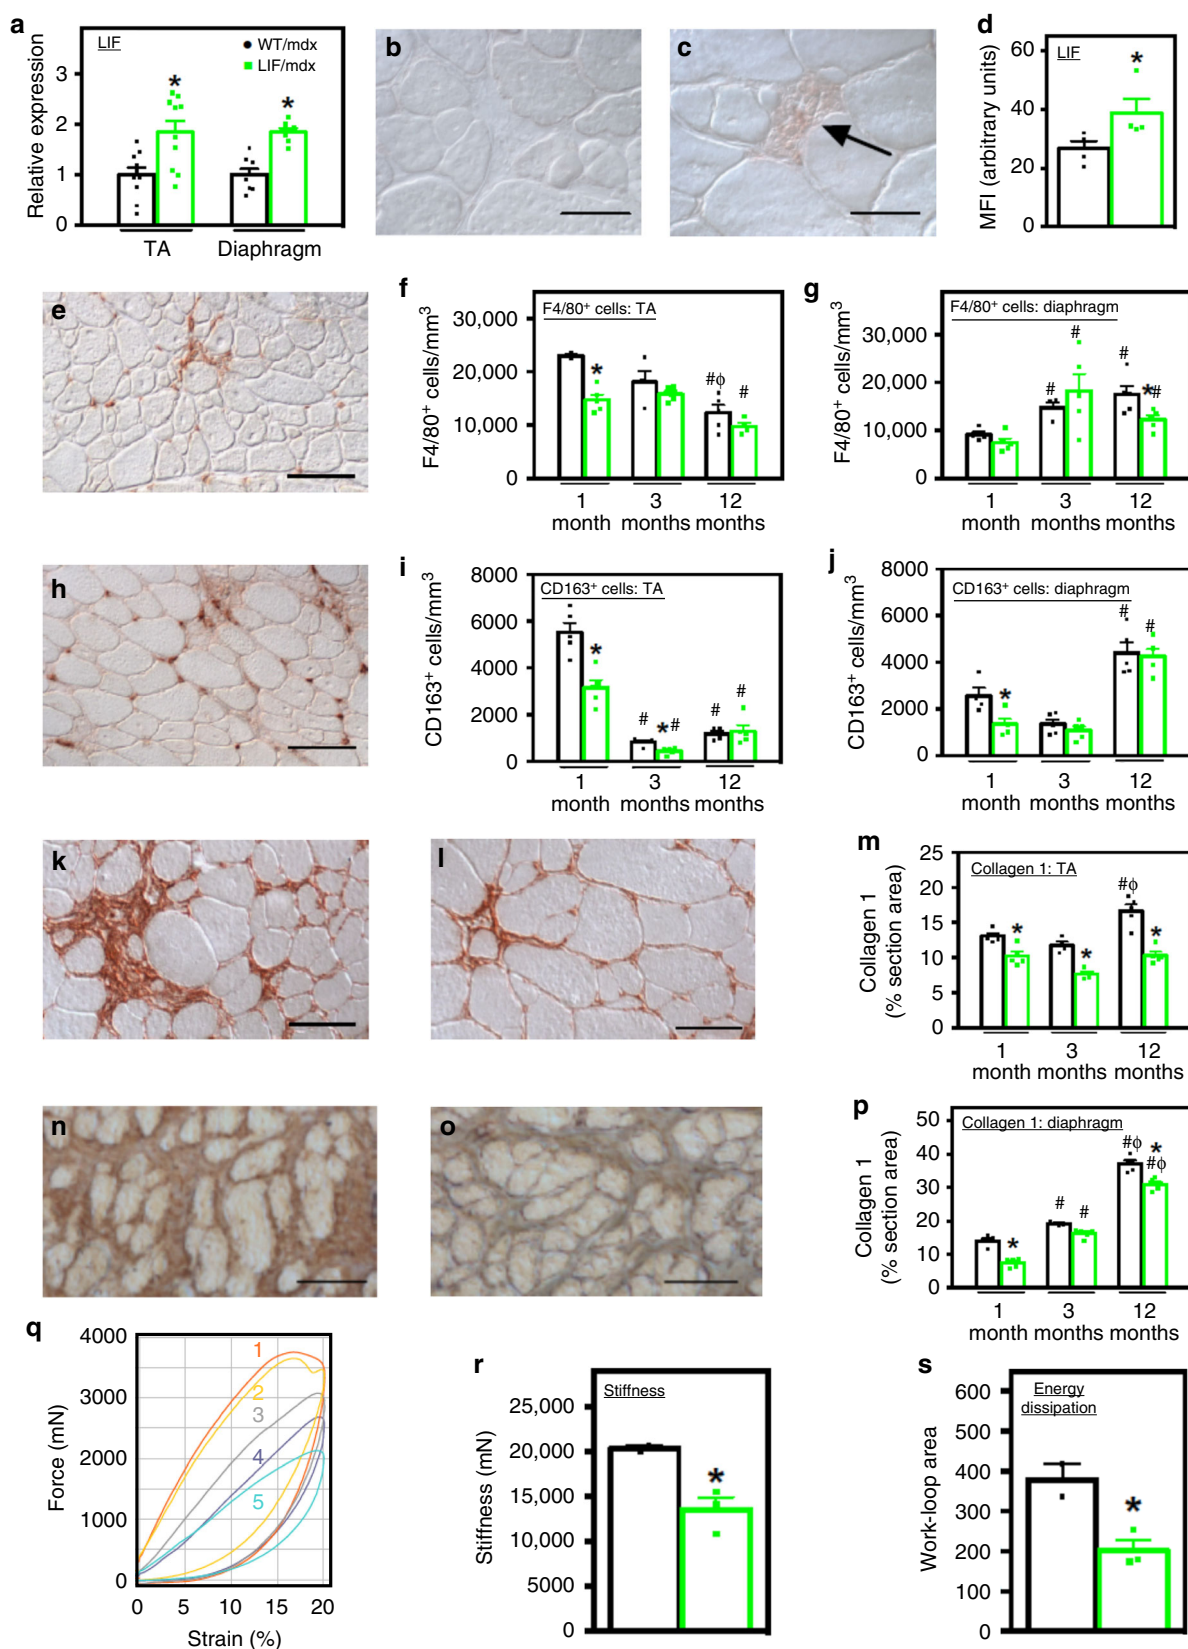 a
LIF
WT/mdx
LIF/mdx
Relative expression
3
2
1
0
* *
TA Diaphragm
b
c
d
LIF
MFI (arbitrary units)
60
40
20
0
*
e
f
F4/80+ cells: TA
F4/80+ cells/mm3
30,000
20,000
10,000
0
* #ϕ #
1 3 12
month months months
g
F4/80+ cells: diaphragm
F4/80+ cells/mm3
30,000
20,000
10,000
0
# # # *#
1 3 12
month months months
h
i
CD163+ cells: TA
CD163+ cells/mm3
8000
6000
4000
2000
0
* # *# # #
1 3 12
month months months
j
CD163+ cells: diaphragm
CD163+ cells/mm3
8000
6000
4000
2000
0
* # #
1 3 12
month months months
k
l
m
Collagen 1: TA
Collagen 1
(% section area)
25
20
15
10
5
0
* * #ϕ *
1 3 12
month months months
n
o
p
Collagen 1: diaphragm
Collagen 1
(% section area)
50
40
30
20
10
0
* # # #ϕ *
#ϕ
1 3 12
month months months
q
Force (mN)
4000
3000
2000
1000
0
1
2
3
4
5
0 5 10 15 20
Strain (%)
r
Stiffness
Stiffness (mN)
25,000
20,000
15,000
10,000
5000
0
*
s
Energy
dissipation
Work-loop area
600
500
400
300
200
100
0
*